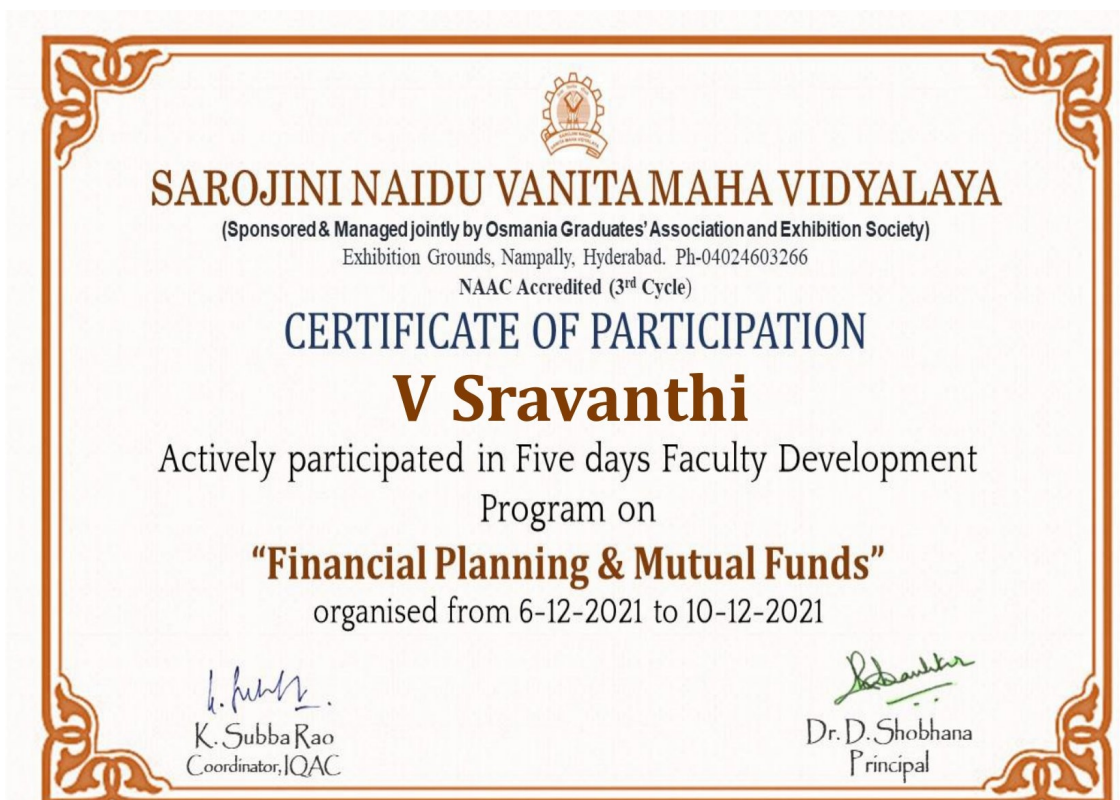 SAROJINI NAIDU VANITA MAHA VIDYALAYA
(Sponsored & Managed jointly by Osmania Graduates' Association and Exhibition Society)
Exhibition Grounds, Nampally, Hyderabad. Ph-04024603266
NAAC Accredited (3rd Cycle)
CERTIFICATE OF PARTICIPATION
V Sravanthi
Actively participated in Five days Faculty Development
Program on
“Financial Planning & Mutual Funds”
organised from 6-12-2021 to 10-12-2021
K. Subba Rao
Coordinator, IQAC
Dr. D. Shobhana
Principal